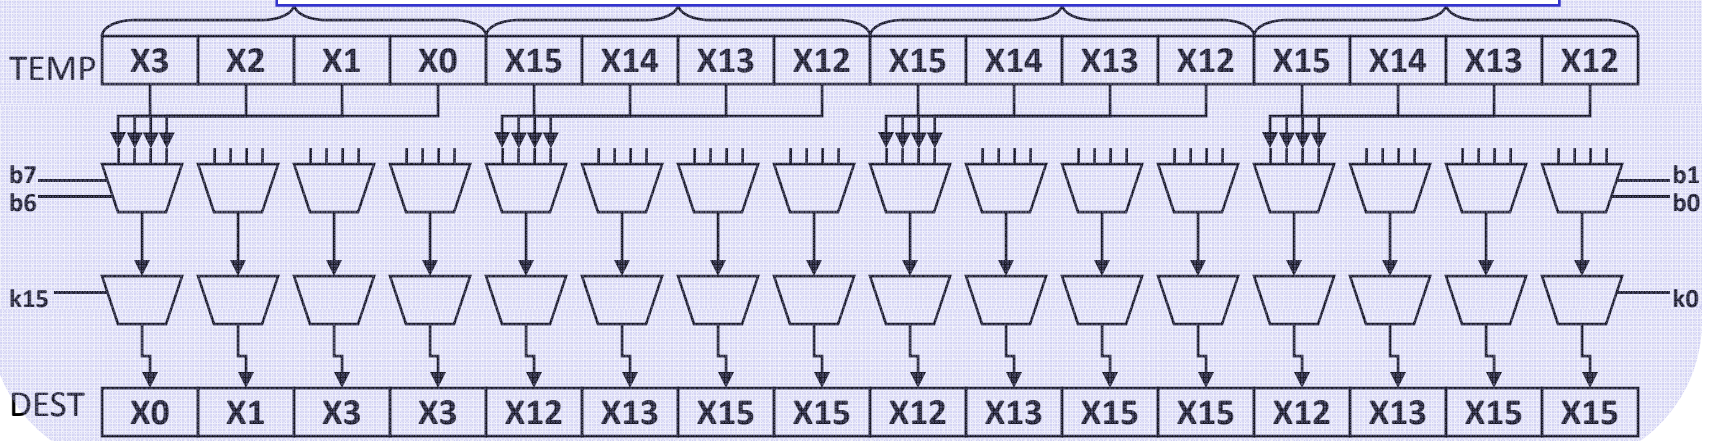 TEMP X3 X2 X1 X0 X15 X14 X13 X12 X15 X14 X13 X12 X15 X14 X13 X12
b7 b1
b6 b0
k15 k0
DEST X0 X1 X3 X3 X12 X13 X15 X15 X12 X13 X15 X15 X12 X13 X15 X15